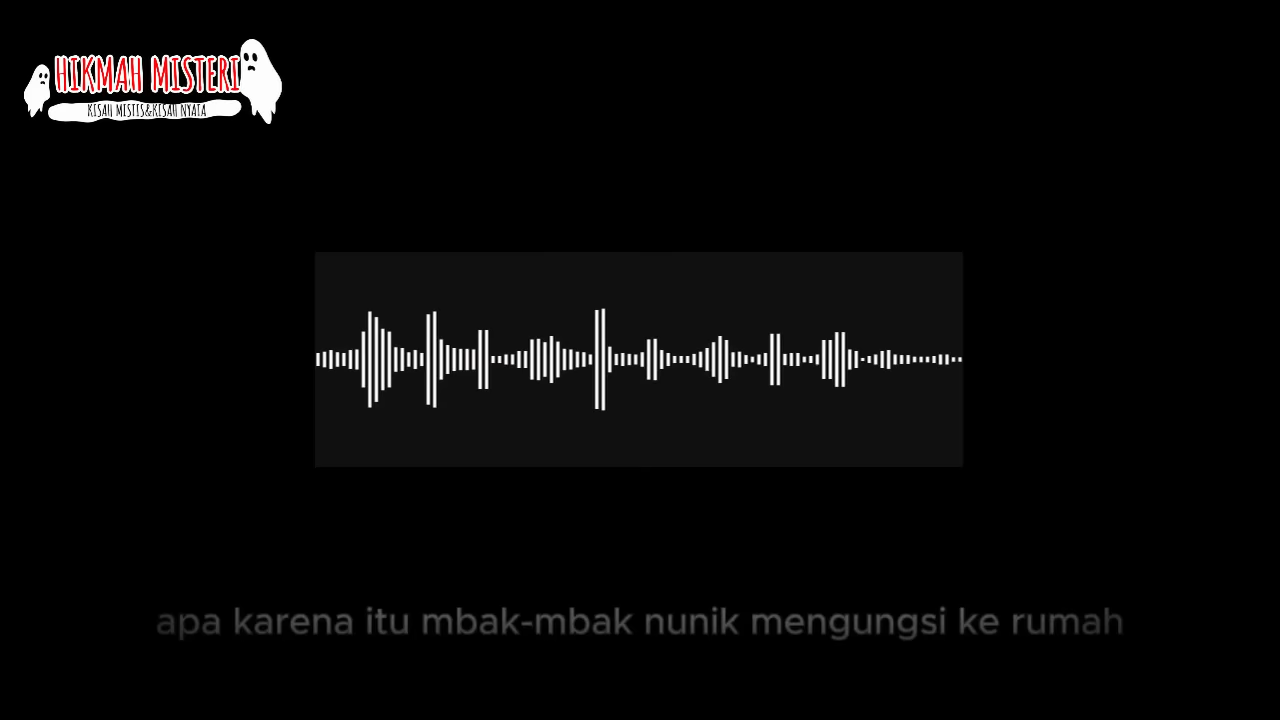 HIKMAH MISTERI
KISAH MISTIS&KISAH NYATA
apa karena itu mbak-mbak nunik mengungsi ke rumah